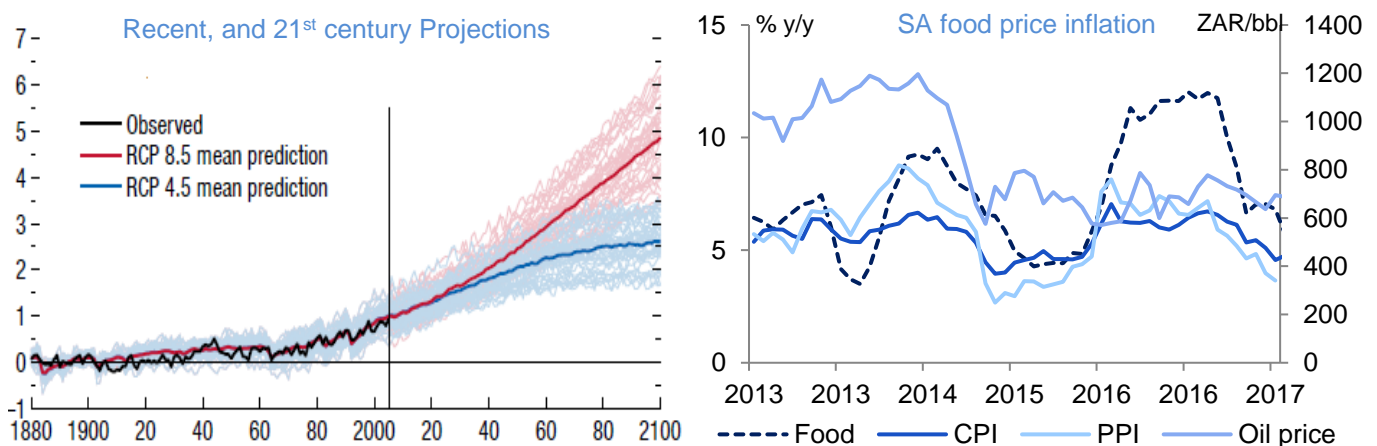 Recent, and 21st century Projections
7
6
5
4
3
2
1
0
-1
Observed
RCP 8.5 mean prediction
RCP 4.5 mean prediction
1880 1900 20 40 60 80 2000 20 40 60 80 2100
SA food price inflation
% y/y
ZAR/bbl
15
10
5
0
1400
1200
1000
800
600
400
200
0
2013 2013 2014 2015 2016 2016 2017
Food CPI PPI Oil price